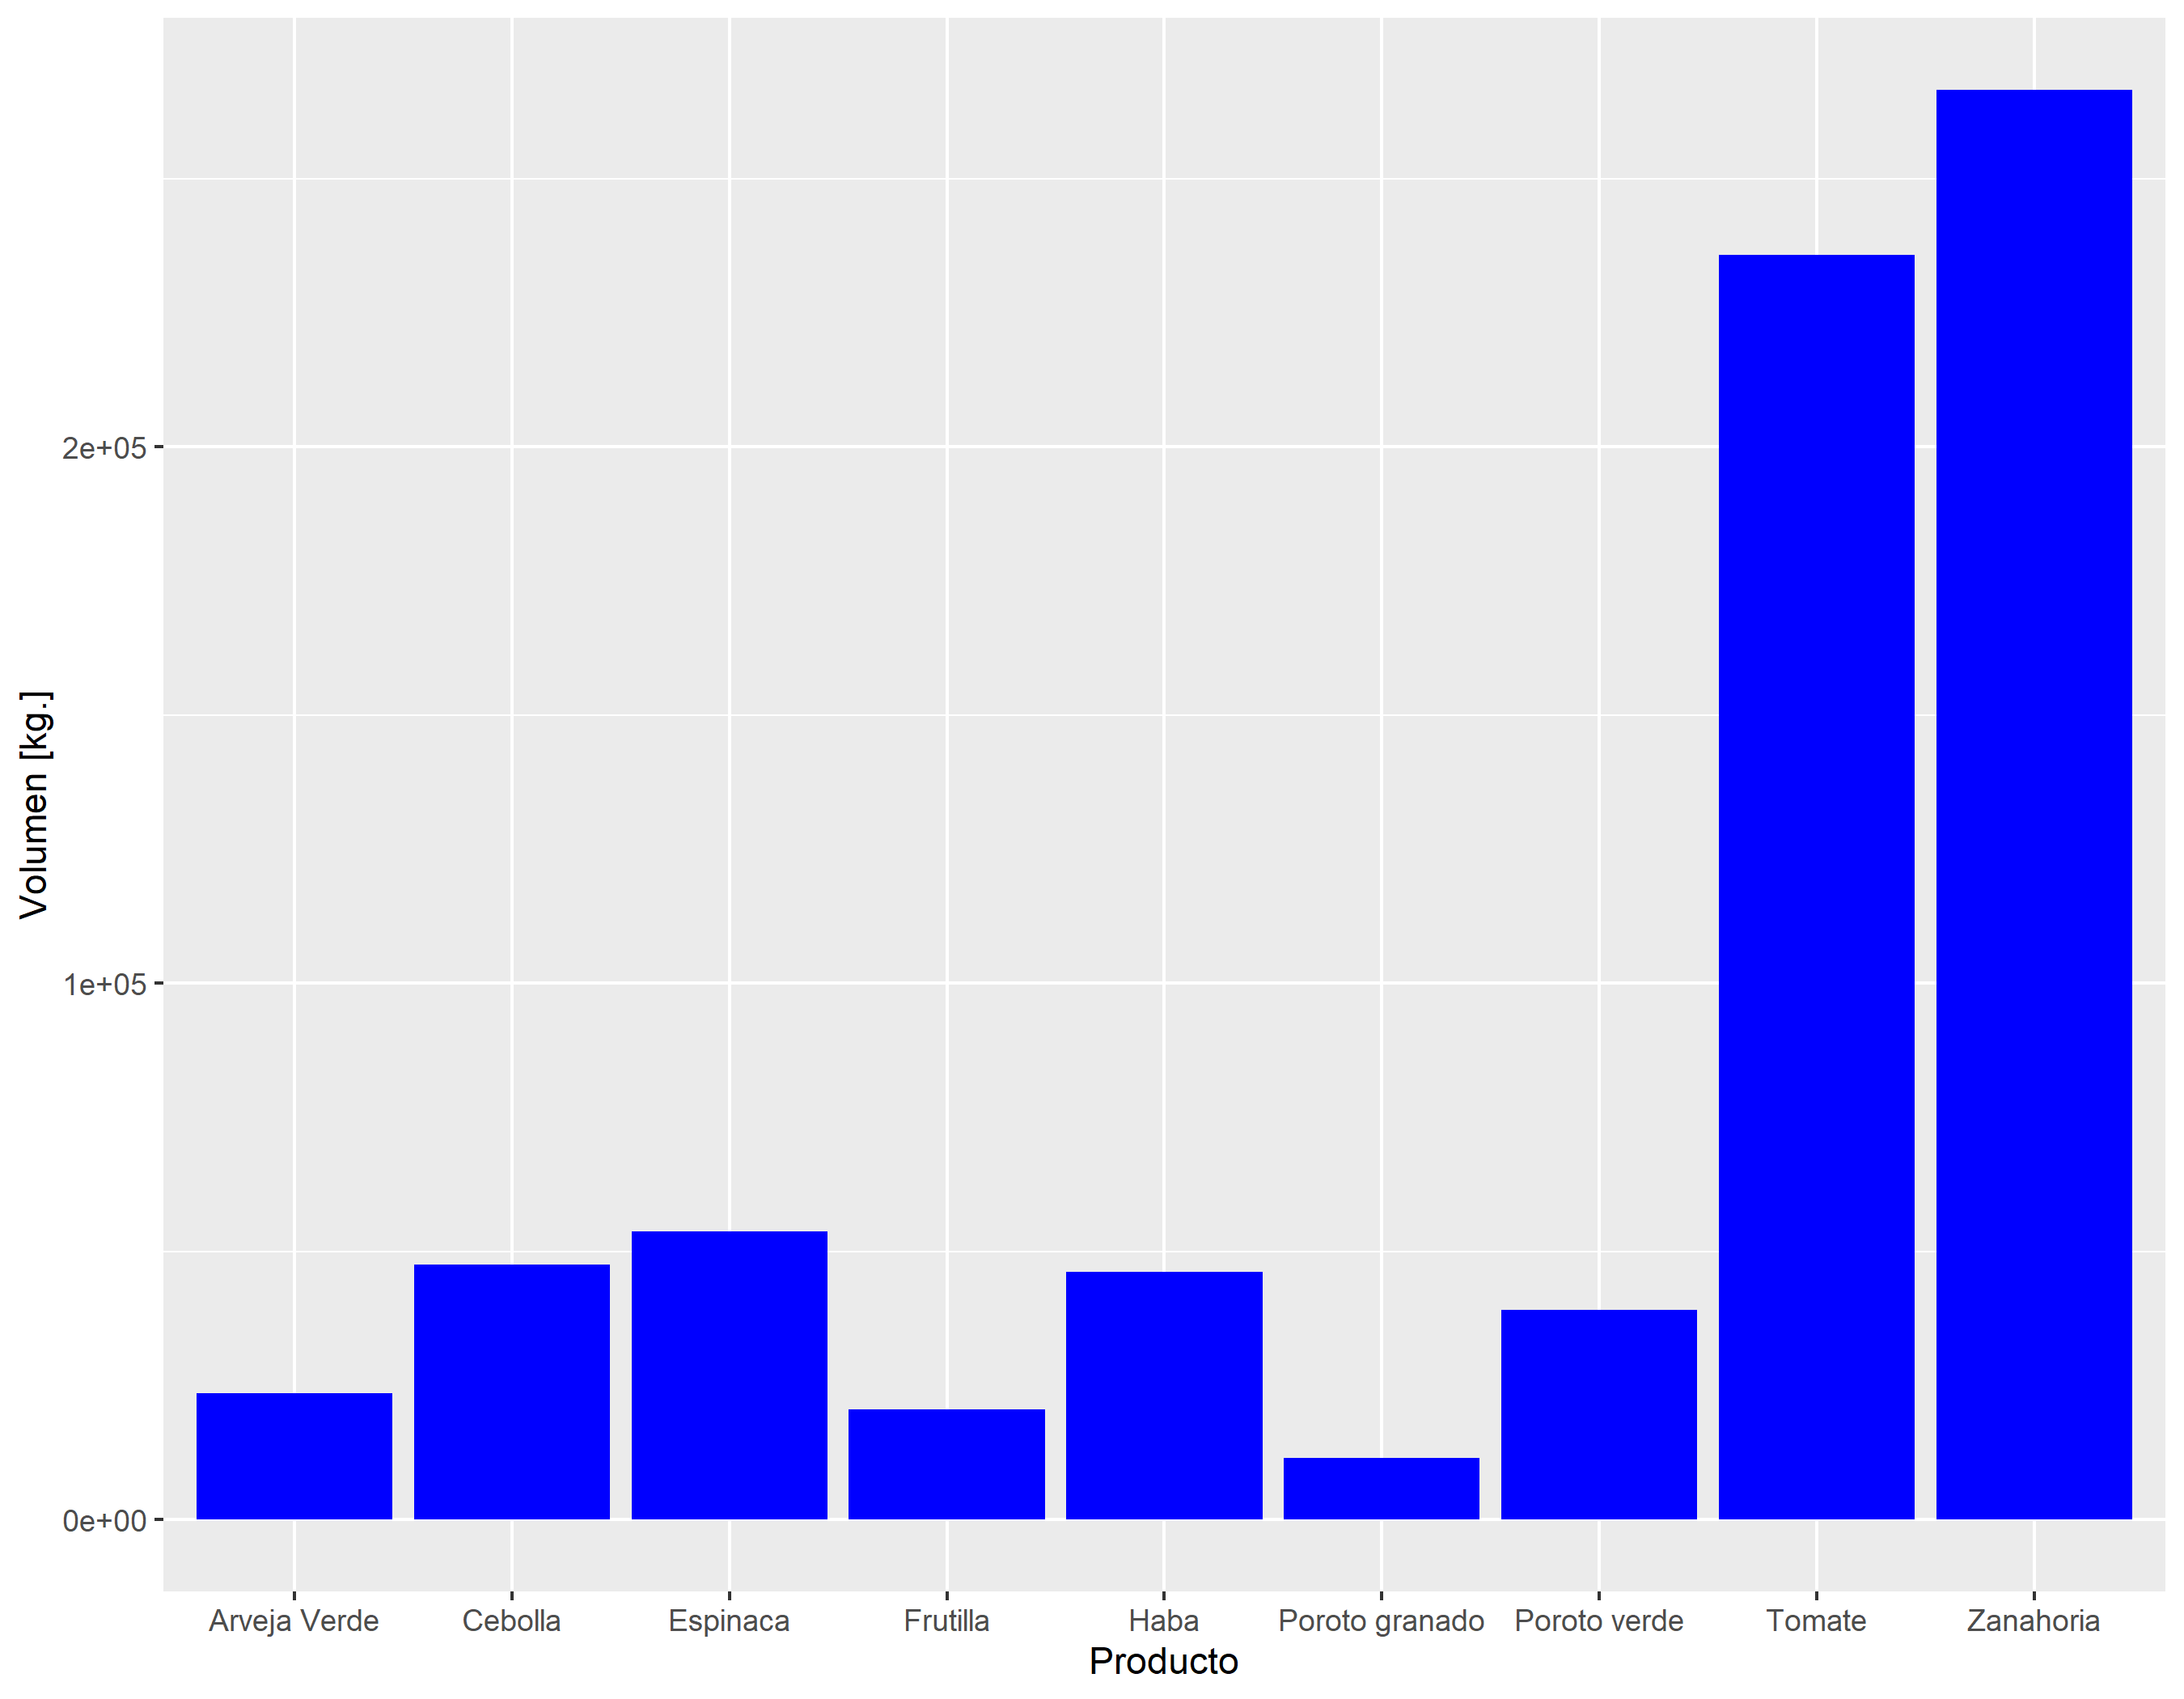 Volumen [kg.]
2e+05
1e+05
0e+00
Arveja Verde Cebolla Espinaca Frutilla Haba Poroto granado Poroto verde Tomate Zanahoria
Producto